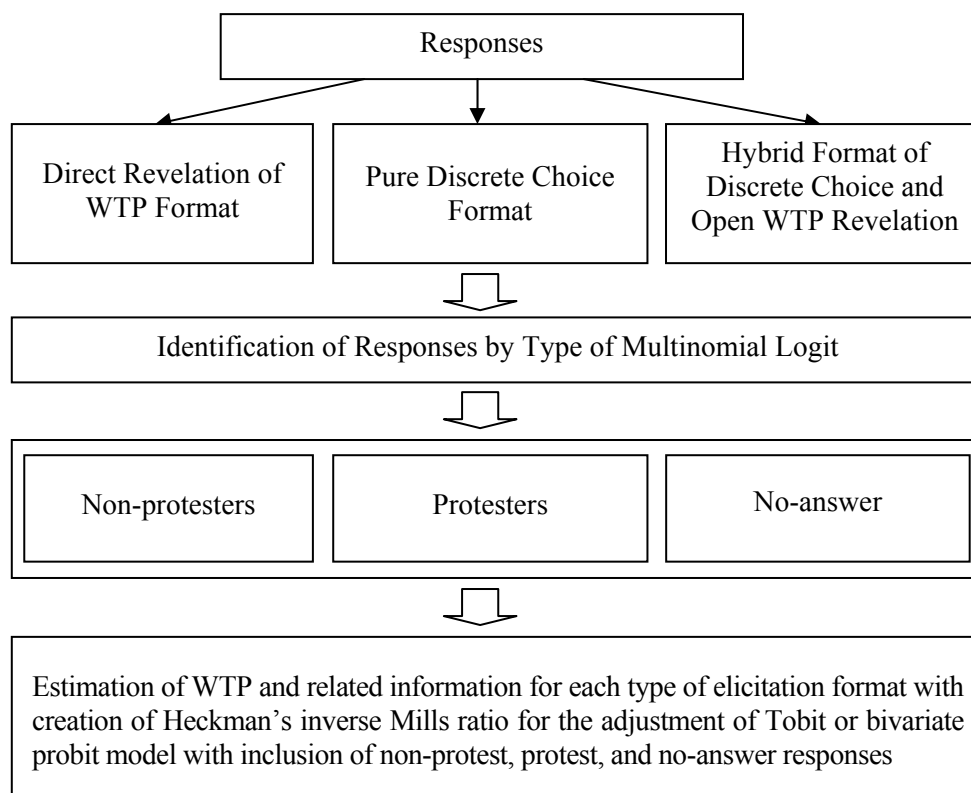 Responses
Direct Revelation of
WTP Format
Pure Discrete Choice
Format
Hybrid Format of
Discrete Choice and
Open WTP Revelation
Identification of Responses by Type of Multinomial Logit
Non-protesters
Protesters
No-answer
Estimation of WTP and related information for each type of elicitation format with
creation of Heckman’s inverse Mills ratio for the adjustment of Tobit or bivariate
probit model with inclusion of non-protest, protest, and no-answer responses